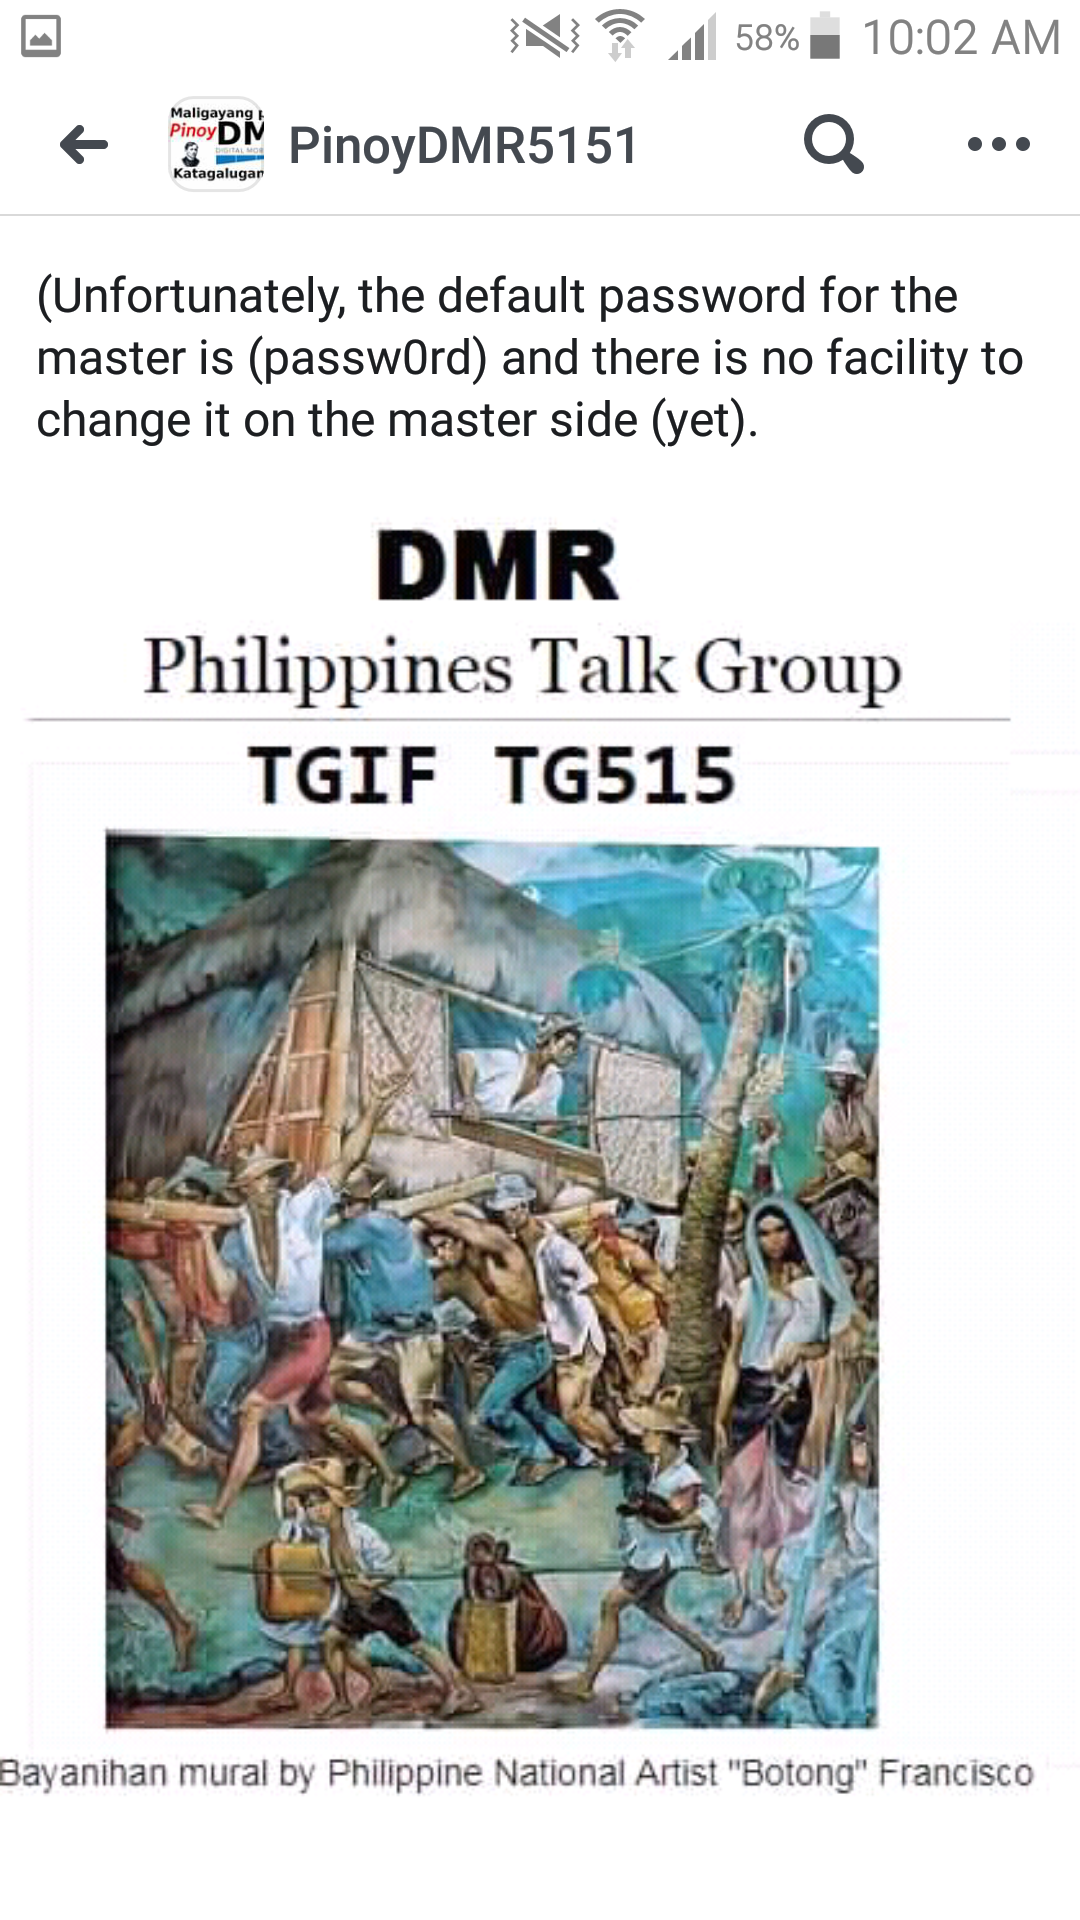 58% 10:02 AM
Maligayang
PinoyDM
DIGITAL MOB
Katagalugan
PinoyDMR5151
(Unfortunately, the default password for the
master is (passw0rd) and there is no facility to
change it on the master side (yet).
DMR
Philippines Talk Group
TGIF TG515
Bayanihan mural by Philippine National Artist "Botong" Francisco